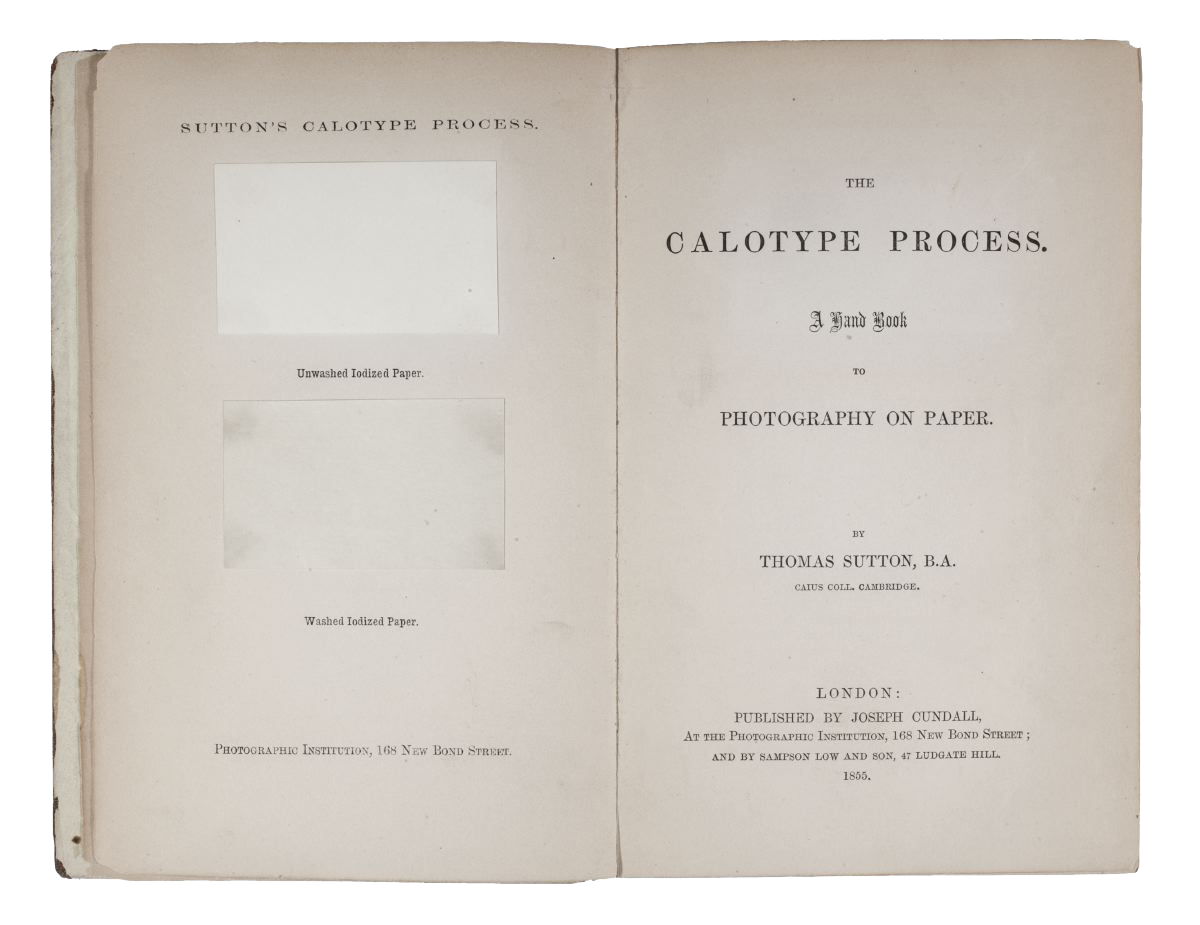 SUTTON'S CALOTYPE PROCESS.
Unwashed Iodized Paper.
Washed Iodized Paper.
PHOTOGRAPHIC INSTITUTION, 168 NEW BOND STREET.
THE
CALOTYPE PROCESS.
A Hand Book
TO
PHOTOGRAPHY ON PAPER.
BY
THOMAS SUTTON, B.A.
CAIUS COLL. CAMBRIDGE.
LONDON:
PUBLISHED BY JOSEPH CUNDALL,
AT THE PHOTOGRAPHIC INSTITUTION, 168 NEW BOND STREET;
AND BY SAMPSON LOW AND SON, 47 LUDGATE HILL.
1855.